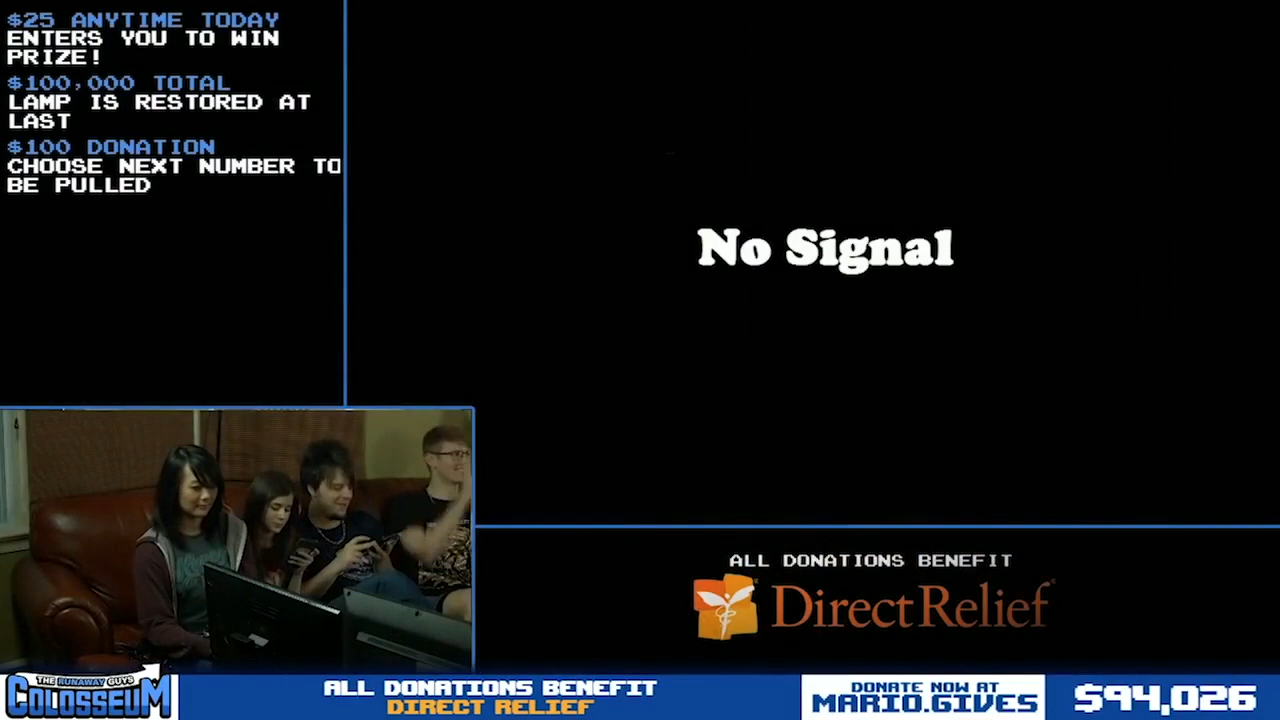 $25 ANYTIME TODAY
ENTERS YOU TO WIN
PRIZE!
$100,000 TOTAL
LAMP IS RESTORED AT
LAST
$100 DONATION
CHOOSE NEXT NUMBER TO
BE PULLED
No Signal
ALL DONATIONS BENEFIT
DirectRelief
THE RUNAWAY GUYS
COLOSSEUM
ALL DONATIONS BENEFIT
DIRECT RELIEF
DONATE NOW AT
MARIO.GIVES
$94,026